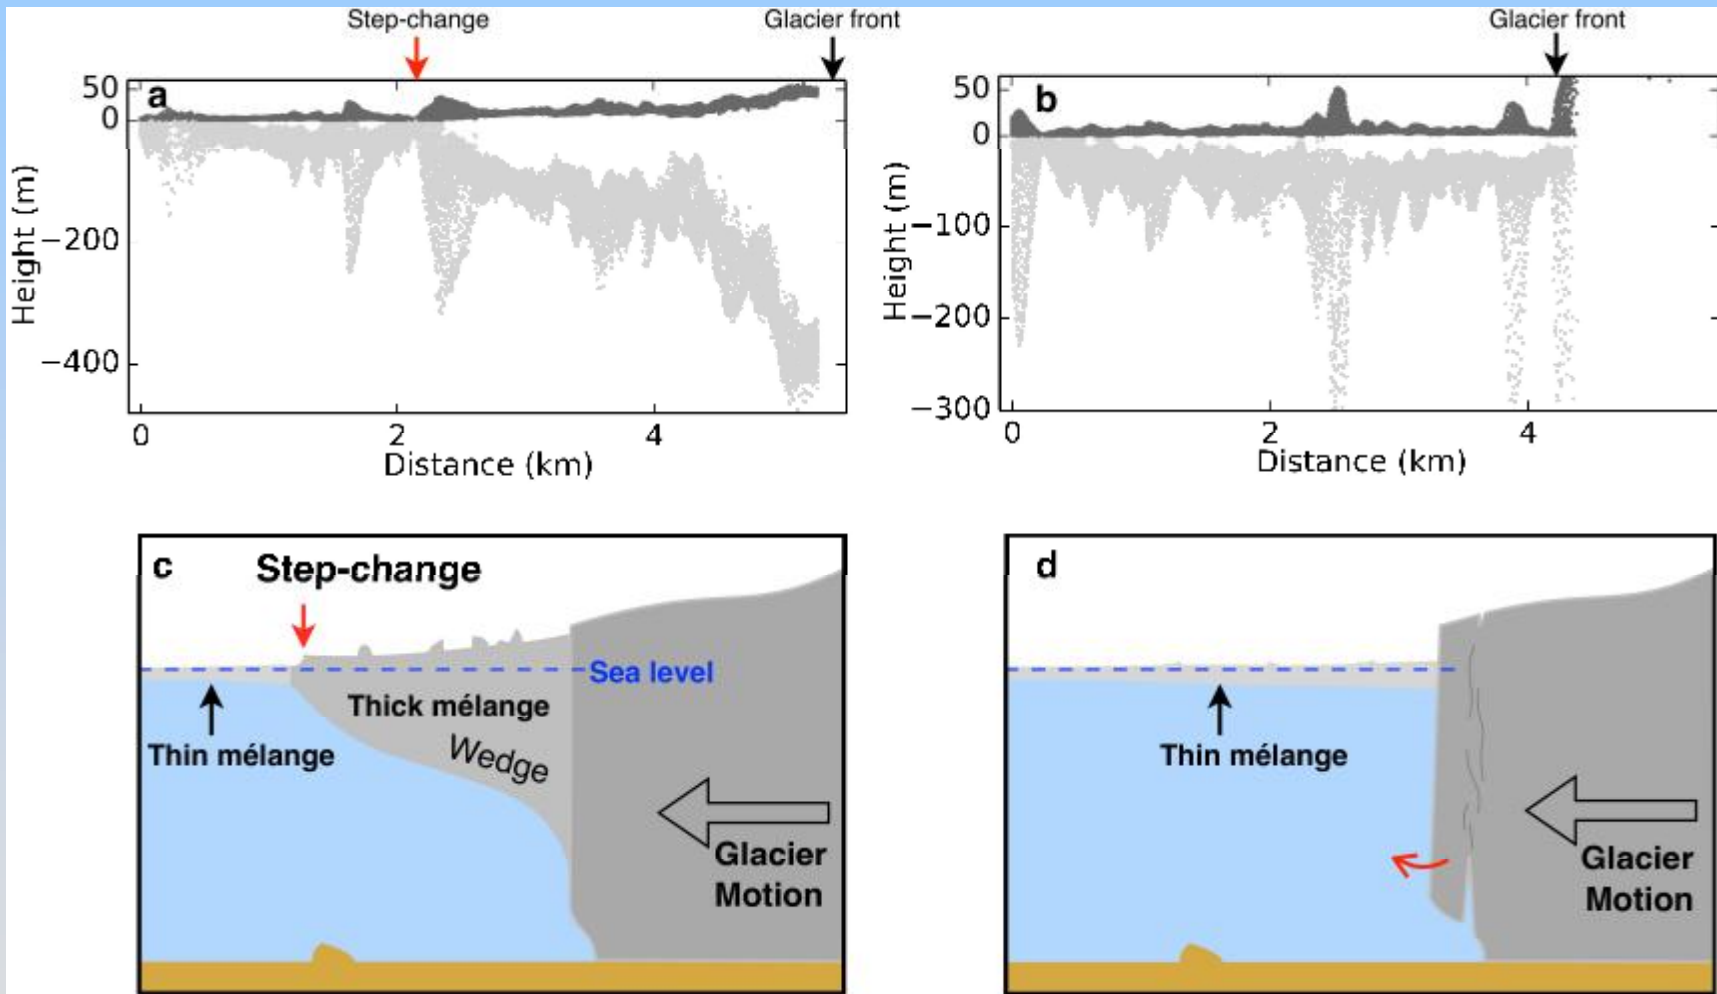 Step-change
Glacier front
Glacier front
a
50
0
−200
−400
Height (m)
0
2
4
Distance (km)
b
50
0
−100
−200
−300
Height (m)
0
2
4
Distance (km)
c
Step-change
Sea level
Thick mélange
Wedge
Thin mélange
Glacier
Motion
d
Thin mélange
Glacier
Motion